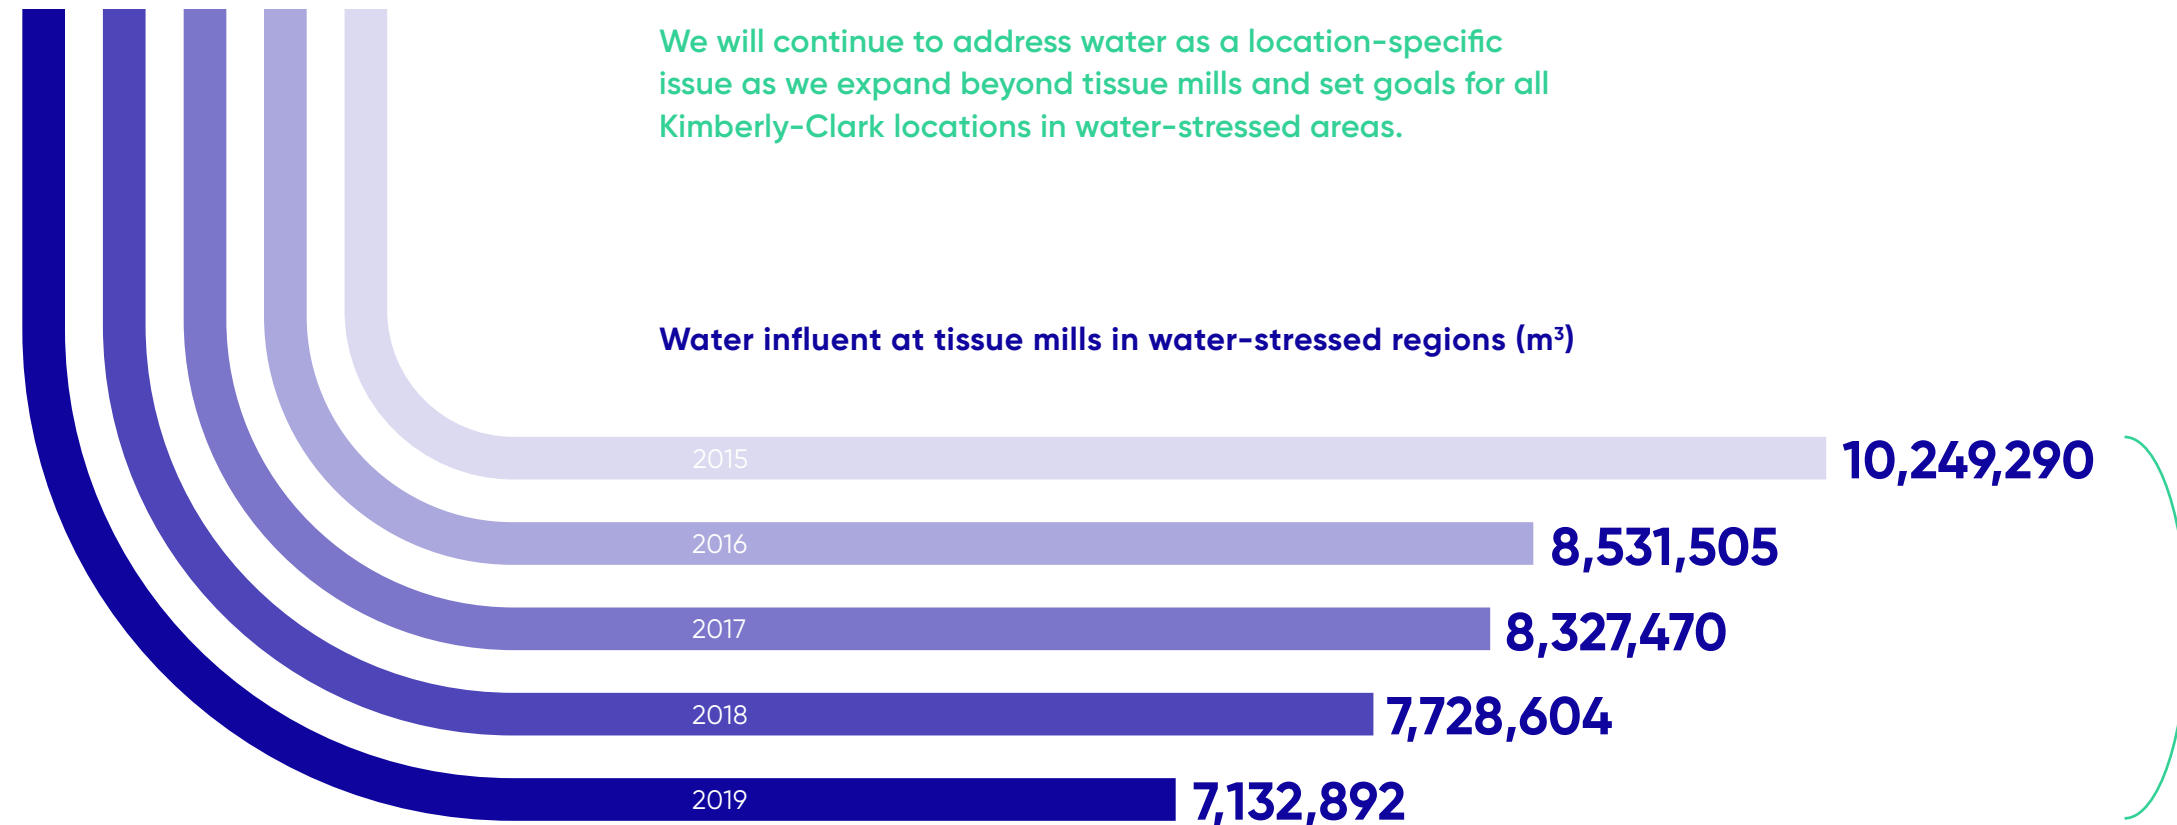 We will continue to address water as a location-specific
issue as we expand beyond tissue mills and set goals for all
Kimberly-Clark locations in water-stressed areas.
Water influent at tissue mills in water-stressed regions (m³)
2015 10,249,290
2016 8,531,505
2017 8,327,470
2018 7,728,604
2019 7,132,892